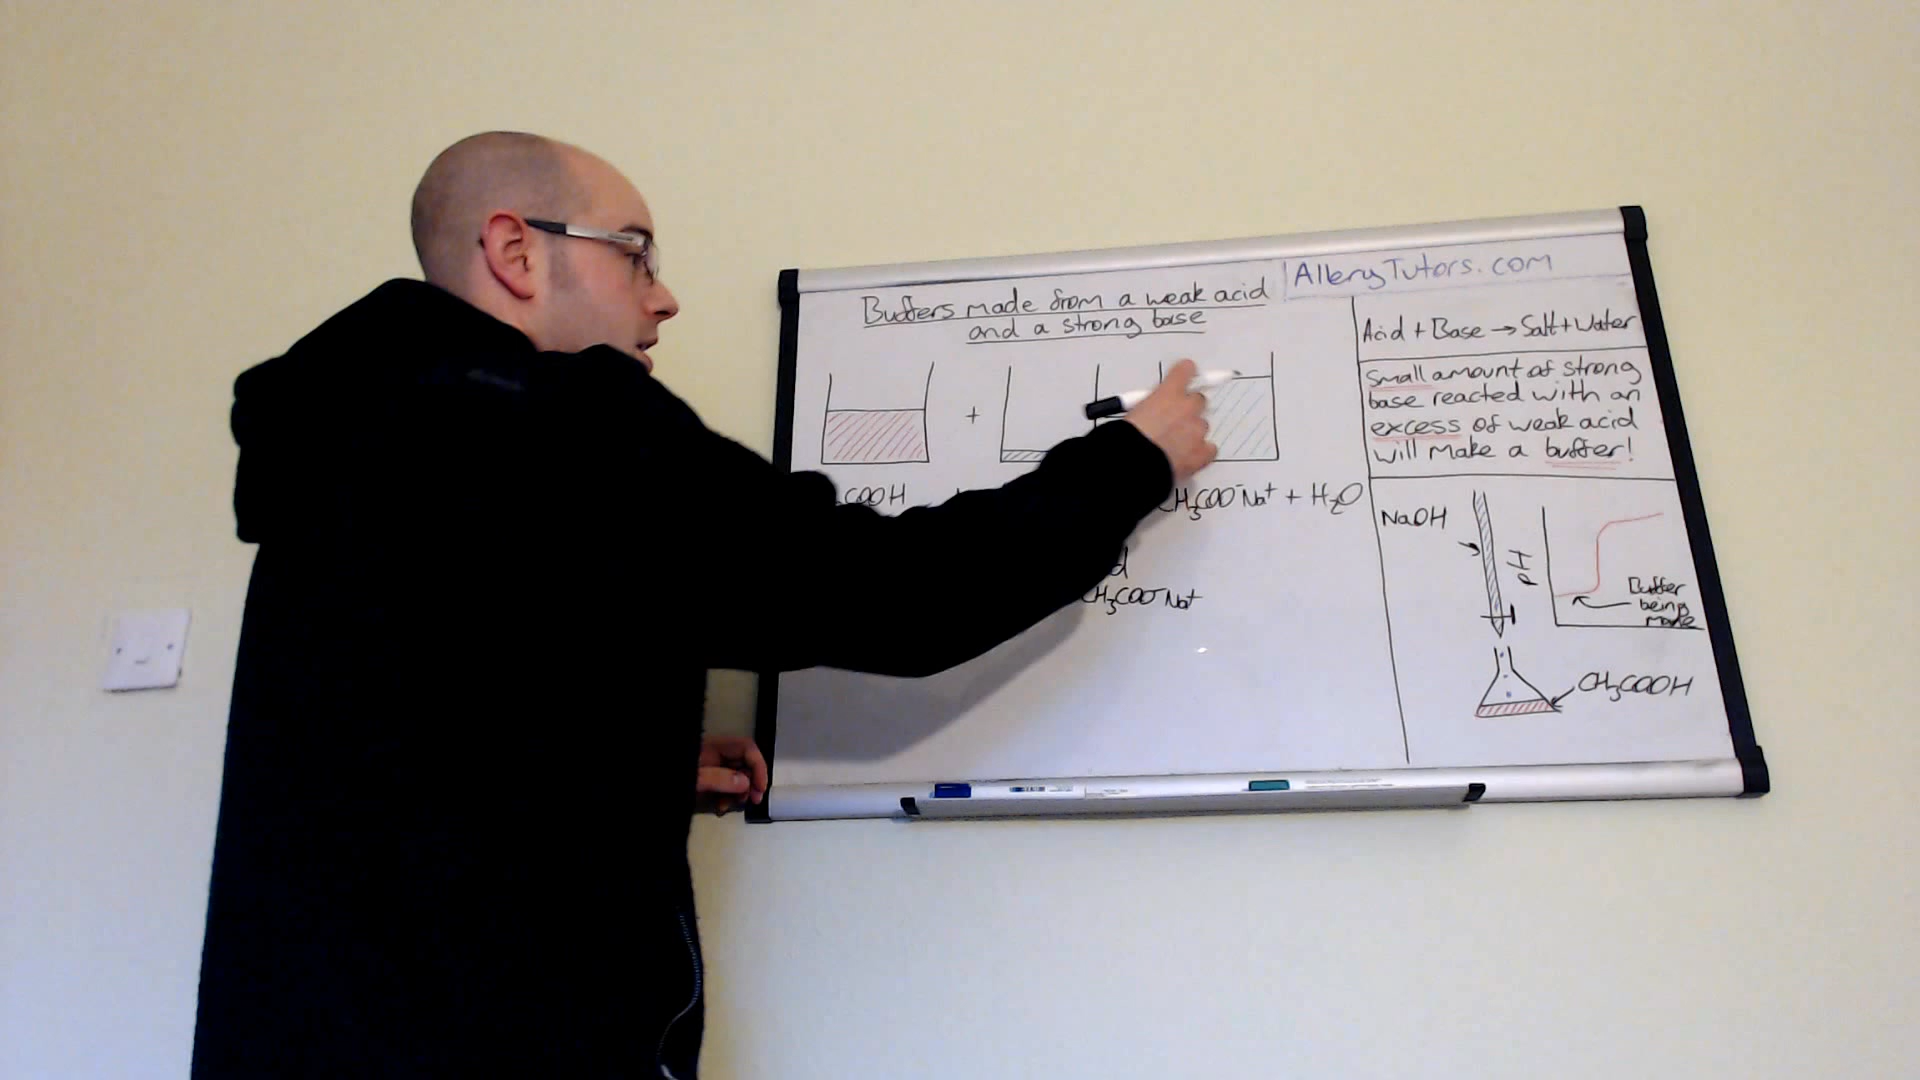 Buffers made from a weak acid
and a strong base
AlleryTutors.com
+
COOH
CH₃COO⁻Na⁺ + H₂O
CH₃COO⁻Na⁺
Acid + Base → Salt + Water
Small amount of strong
base reacted with an
excess of weak acid
will make a buffer!
NaOH
pH
Buffer
being
made
CH₃COOH